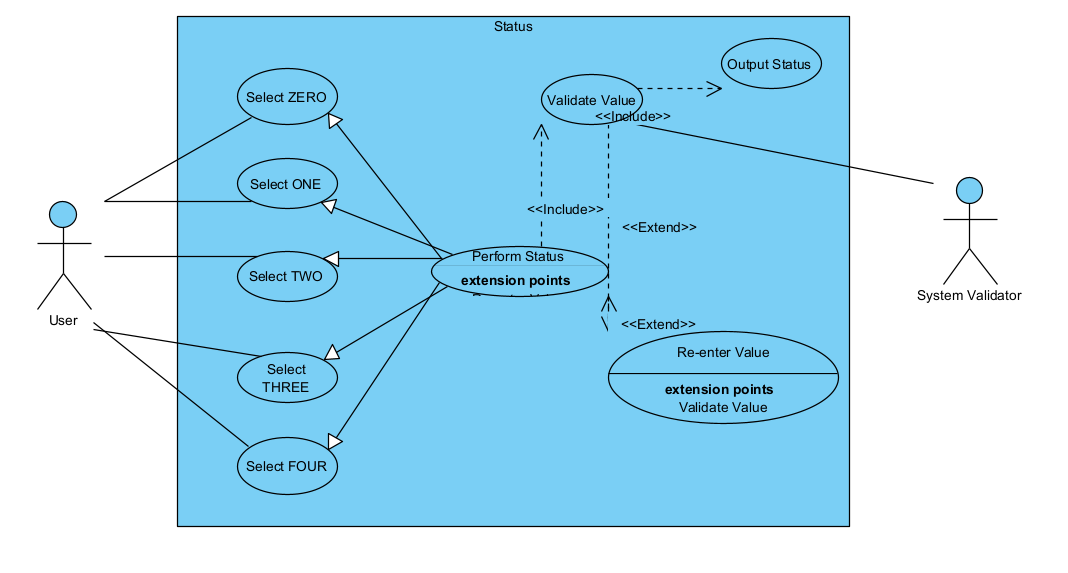 Status
Output Status
Select ZERO
Validate Value
<<Include>>
Select ONE
<<Include>>
<<Extend>>
Perform Status
extension points
Select TWO
System Validator
User
<<Extend>>
Re-enter Value
Select
THREE
extension points
Validate Value
Select FOUR